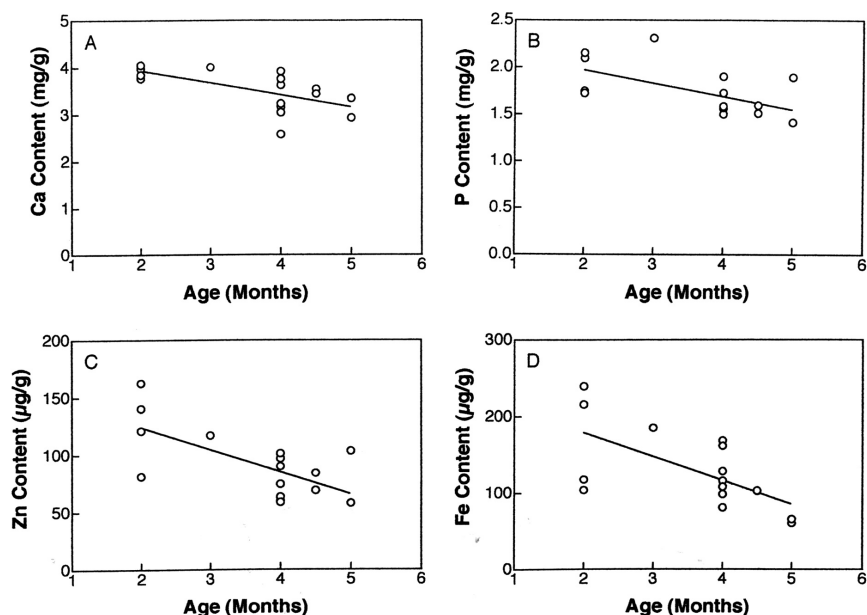 A
5
4
3
2
1
0
Ca Content (mg/g)
1 2 3 4 5 6
Age (Months)
B
2.5
2.0
1.5
1.0
0.5
0.0
P Content (mg/g)
1 2 3 4 5 6
Age (Months)
C
200
150
100
50
0
Zn Content (µg/g)
1 2 3 4 5 6
Age (Months)
D
300
200
100
0
Fe Content (µg/g)
1 2 3 4 5 6
Age (Months)